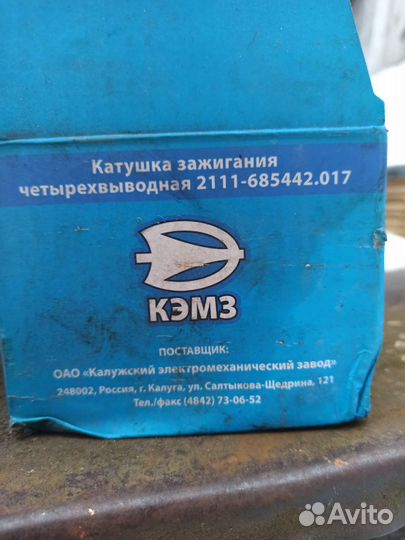 Катушка зажигания
четырехвыводная 2111-685442.017
КЭМЗ
ПОСТАВЩИК:
ОАО «Калужский электромеханический завод»
248002, Россия, г. Калуга, ул. Салтыкова-Щедрина, 121
Тел./факс (4842) 73-06-52
Avito